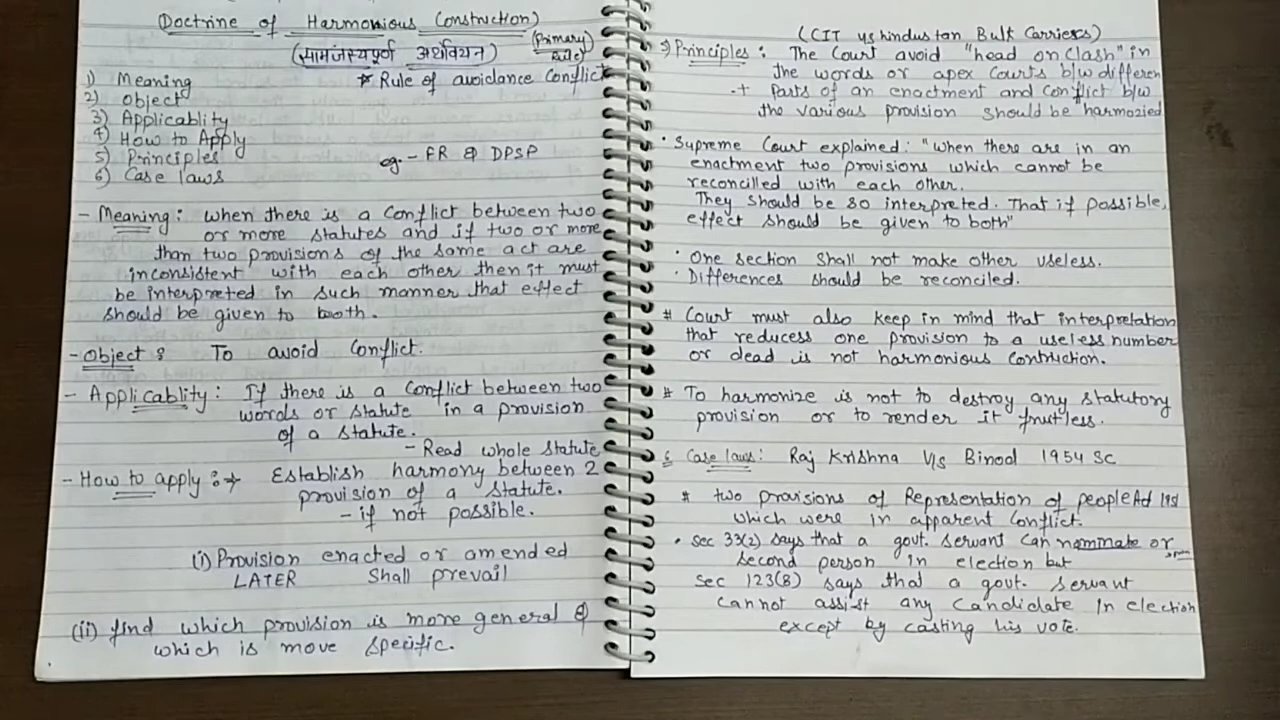 Doctrine of Harmonious Construction)
(सामंजस्यपूर्ण अर्थावयन) (Primary Rule)
* Rule of avoidance Conflict
1) Meaning
2) Object
3) Applicablity
4) How to Apply
5) Principles
6) Case laws
eg. - FR & DPSP
- Meaning: When there is a Conflict between two
or more statutes and if two or more
than two provisions of the same act are
inconsistent with each other then it must
be interpreted in such manner that effect
should be given to both.
- Object : To avoid Conflict.
- Applicablity : If there is a Conflict between two
words or statute in a provision
of a statute.
- Read whole statute
- How to apply :→ Establish harmony between 2
provision of a statute.
- if not possible.
(i) Provision enacted or amended
LATER shall prevail
(ii) find which provision is more general &
which is move specific.
(CIT vs hindustan Bulk Carriers)
5) Principles : The Court avoid "head on Clash" in
the words or apex Courts b/w differen
+ parts of an enactment and Conflict b/w
the various provision should be harmozied
• Supreme Court explained: "When there are in an
enactment two provisions which cannot be
reconcilled with each other.
They should be so interpreted. That if possible,
effect should be given to both"
• One section shall not make other useless.
• Differences should be reconciled.
# Court must also keep in mind that interpretation
that reducess one provision to a useless number
or dead is not harmonious Contruction.
# To harmonize is not to destroy any statutory
provision or to render it fruitless.
6 Case laws: Raj Krishna V/s Binod 1954 SC
# two provisions of Representation of people Act
which were in apparent Conflict.
• Sec 33(2) says that a govt. servant can nominate or
second person in election but
Sec 123(8) says that a govt. servant
cannot assist any candidate in election
except by casting his vote.